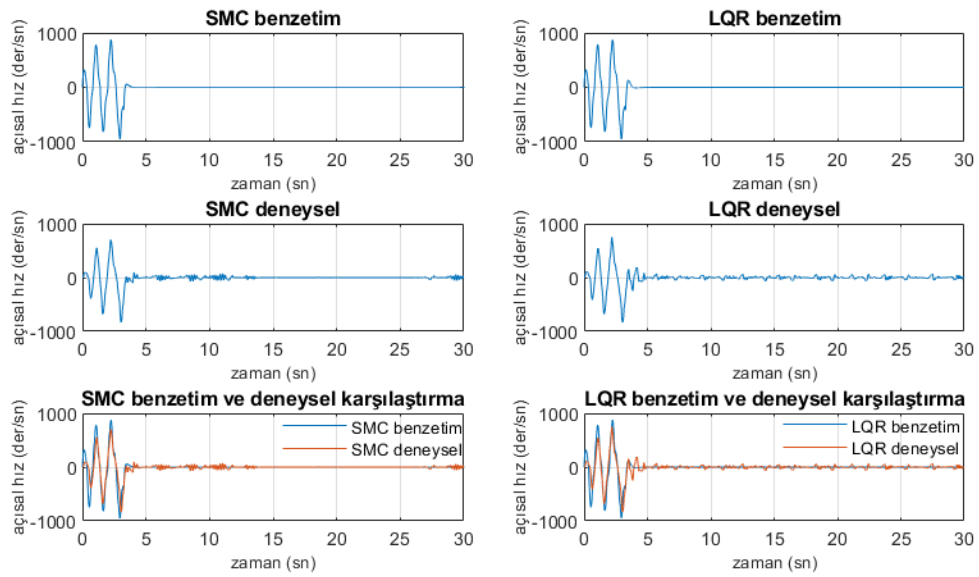 SMC benzetim
açısal hız (der/sn)
1000
0
-1000
0 5 10 15 20 25 30
zaman (sn)
LQR benzetim
açısal hız (der/sn)
1000
0
-1000
0 5 10 15 20 25 30
zaman (sn)
SMC deneysel
açısal hız (der/sn)
1000
0
-1000
0 5 10 15 20 25 30
zaman (sn)
LQR deneysel
açısal hız (der/sn)
1000
0
-1000
0 5 10 15 20 25 30
zaman (sn)
SMC benzetim ve deneysel karşılaştırma
açısal hız (der/sn)
1000
0
-1000
SMC benzetim
SMC deneysel
0 5 10 15 20 25 30
zaman (sn)
LQR benzetim ve deneysel karşılaştırma
açısal hız (der/sn)
1000
0
-1000
LQR benzetim
LQR deneysel
0 5 10 15 20 25 30
zaman (sn)